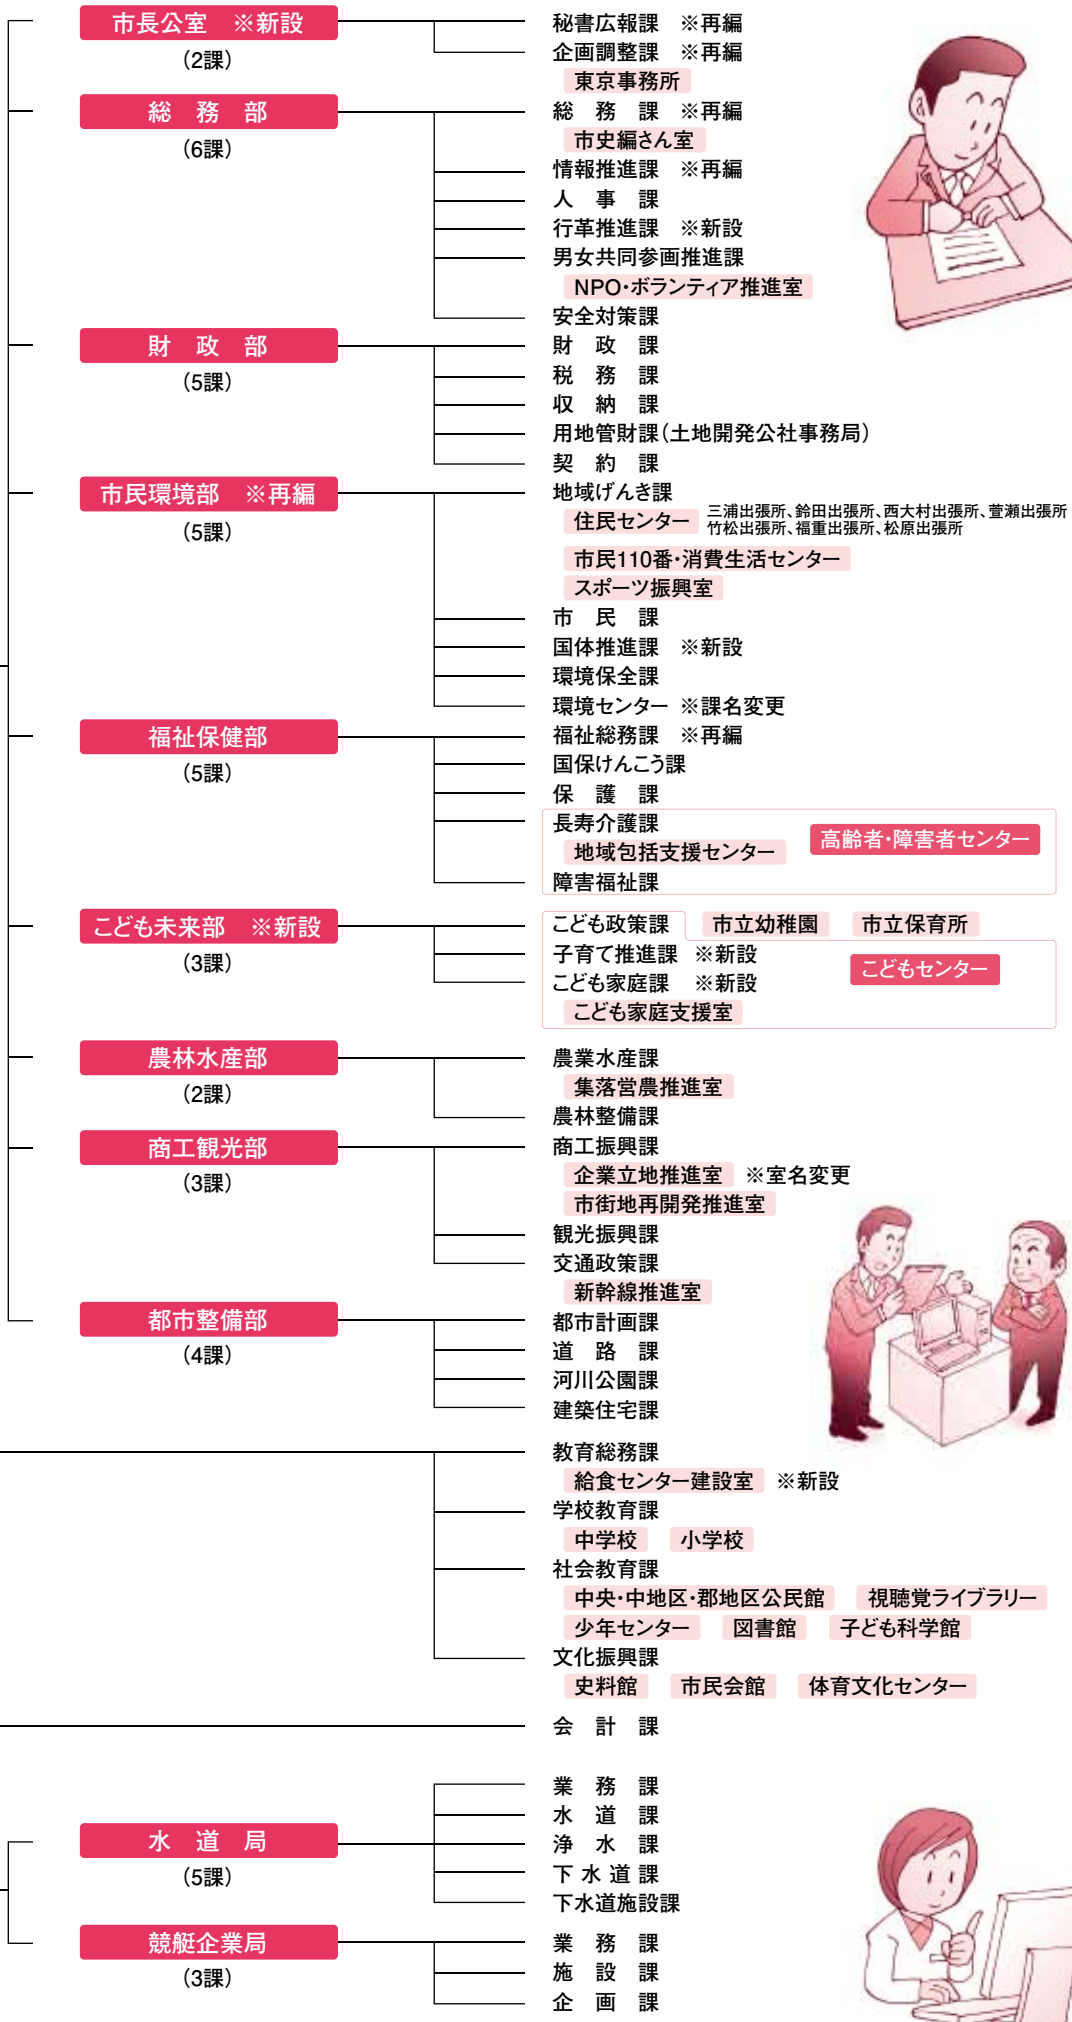 市長公室　※新設
(2課)
秘書広報課　※再編
企画調整課　※再編
東京事務所
総　務　部
(6課)
総　務　課　※再編
市史編さん室
情報推進課　※再編
人　事　課
行革推進課　※新設
男女共同参画推進課
NPO・ボランティア推進室
安全対策課
財　政　部
(5課)
財　政　課
税　務　課
収　納　課
用地管財課(土地開発公社事務局)
契　約　課
市民環境部　※再編
(5課)
地域げんき課
住民センター　三浦出張所、鈴田出張所、西大村出張所、萱瀬出張所
竹松出張所、福重出張所、松原出張所
市民110番・消費生活センター
スポーツ振興室
市　民　課
国体推進課　※新設
環境保全課
環境センター　※課名変更
福祉保健部
(5課)
福祉総務課　※再編
国保けんこう課
保　護　課
長寿介護課
地域包括支援センター
高齢者・障害者センター
障害福祉課
こども未来部　※新設
(3課)
こども政策課　市立幼稚園　市立保育所
子育て推進課　※新設
こども家庭課　※新設
こどもセンター
こども家庭支援室
農林水産部
(2課)
農業水産課
集落営農推進室
農林整備課
商工観光部
(3課)
商工振興課
企業立地推進室　※室名変更
市街地再開発推進室
観光振興課
交通政策課
新幹線推進室
都市整備部
(4課)
都市計画課
道　路　課
河川公園課
建築住宅課
教育総務課
給食センター建設室　※新設
学校教育課
中学校　小学校
社会教育課
中央・中地区・郡地区公民館　視聴覚ライブラリー
少年センター　図書館　子ども科学館
文化振興課
史料館　市民会館　体育文化センター
会　計　課
水　道　局
(5課)
業　務　課
水　道　課
浄　水　課
下 水 道 課
下水道施設課
競艇企業局
(3課)
業　務　課
施　設　課
企　画　課